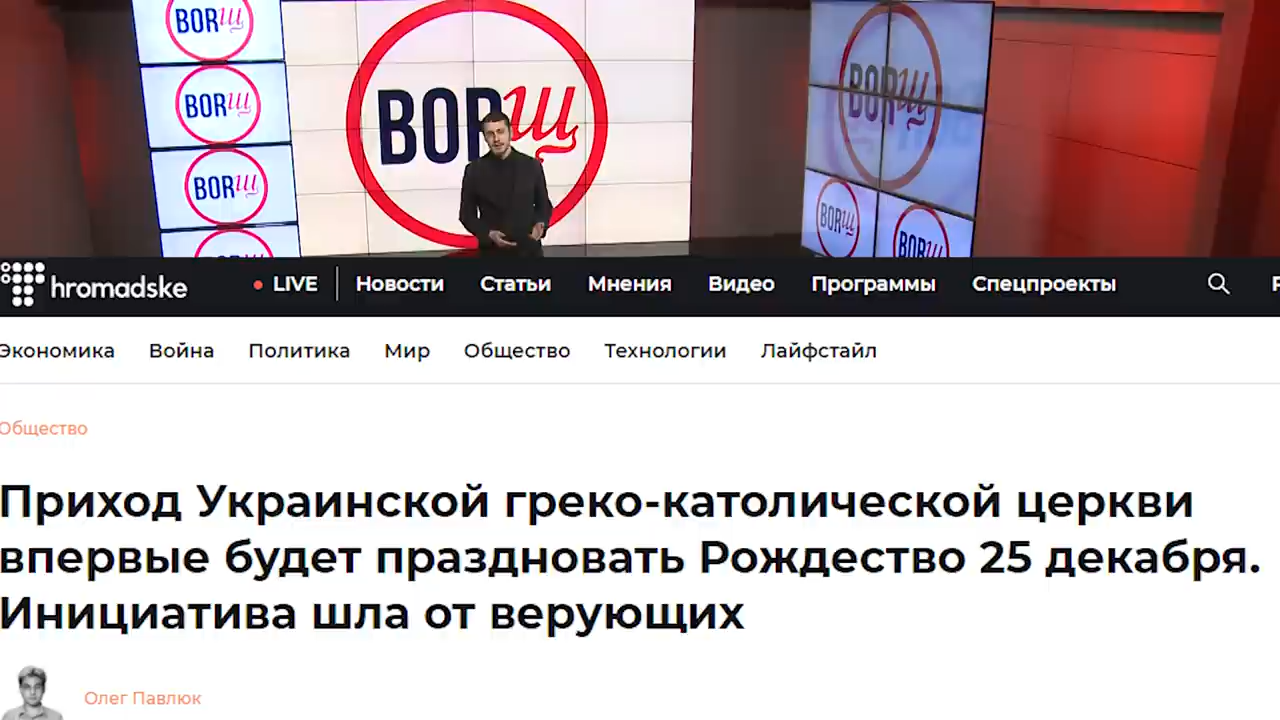 BORщ
BORщ
BORщ
BORщ
BORщ
BORщ
BORщ
hromadske
LIVE
Новости
Статьи
Мнения
Видео
Программы
Спецпроекты
Экономика
Война
Политика
Мир
Общество
Технологии
Лайфстайл
Общество
Приход Украинской греко-католической церкви
впервые будет праздновать Рождество 25 декабря.
Инициатива шла от верующих
Олег Павлюк